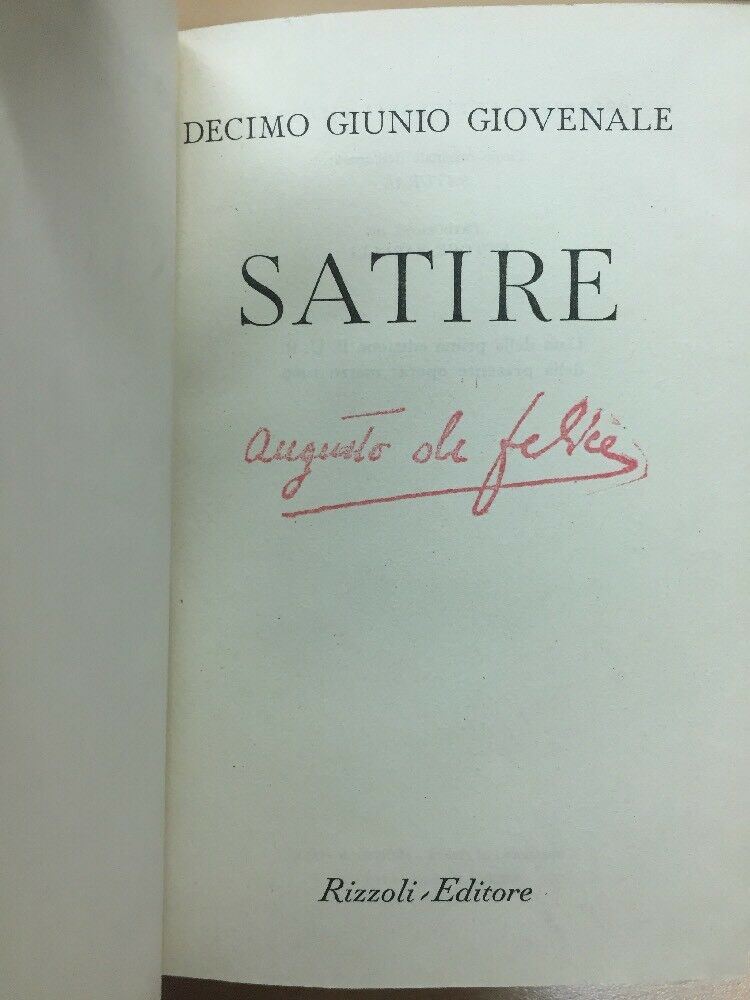 DECIMO GIUNIO GIOVENALE
SATIRE
Augusto de felice
Rizzoli-Editore